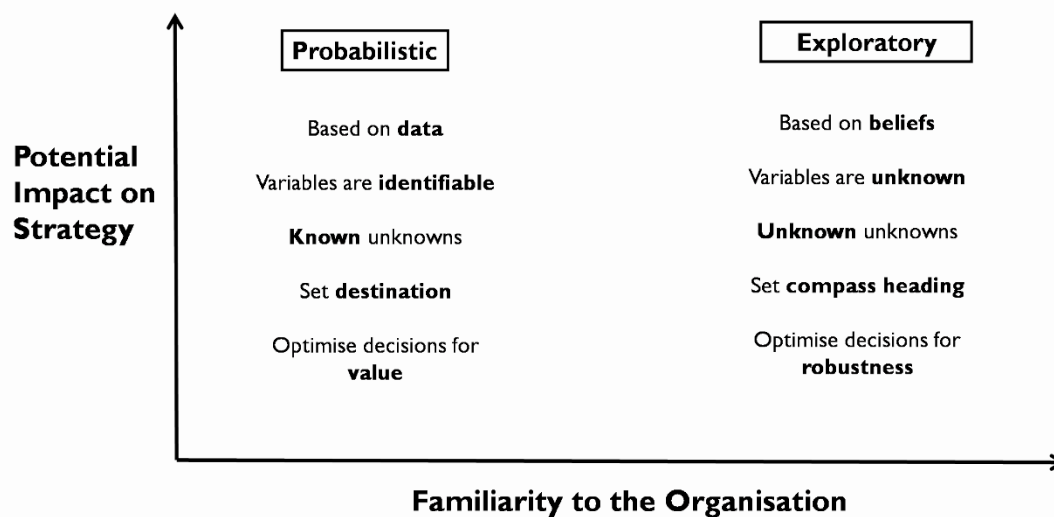 Probabilistic
Based on data
Variables are identifiable
Known unknowns
Set destination
Optimise decisions for
value
Exploratory
Based on beliefs
Variables are unknown
Unknown unknowns
Set compass heading
Optimise decisions for
robustness
Potential
Impact on
Strategy
Familiarity to the Organisation